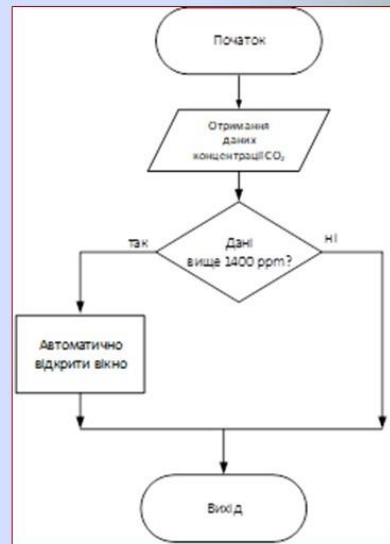 Початок
Отримання
даних
концентрації CO₂
так
Дані
вище 1400 ppm?
ні
Автоматично
відкрити вікно
Вихід